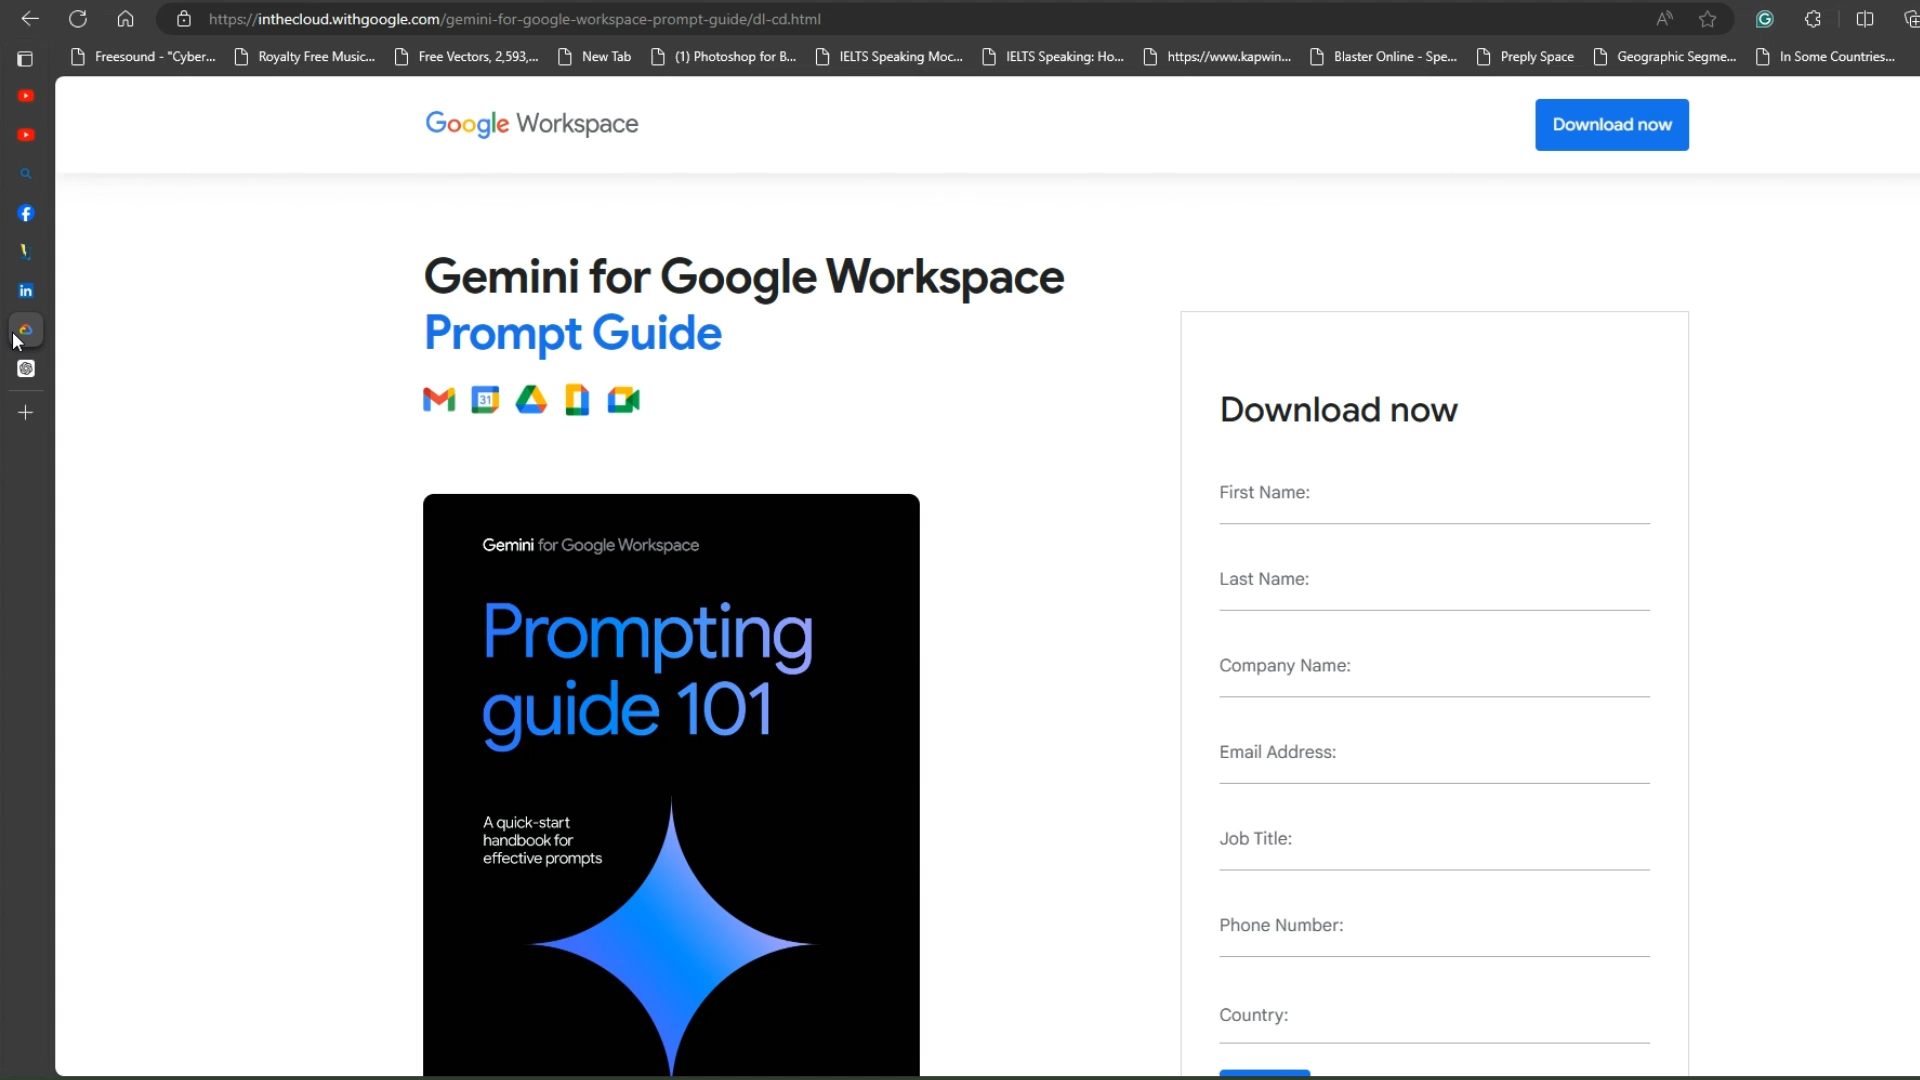 https://inthecloud.withgoogle.com/gemini-for-google-workspace-prompt-guide/dl-cd.html
Freesound - "Cyber...
Royalty Free Music...
Free Vectors, 2,593,...
New Tab
(1) Photoshop for B...
IELTS Speaking Moc...
IELTS Speaking: Ho...
https://www.kapwin...
Blaster Online - Spe...
Preply Space
Geographic Segme...
In Some Countries...
Google Workspace
Download now
Gemini for Google Workspace
Prompt Guide
31
Gemini for Google Workspace
Prompting
guide 101
A quick-start
handbook for
effective prompts
Download now
First Name:
Last Name:
Company Name:
Email Address:
Job Title:
Phone Number:
Country: